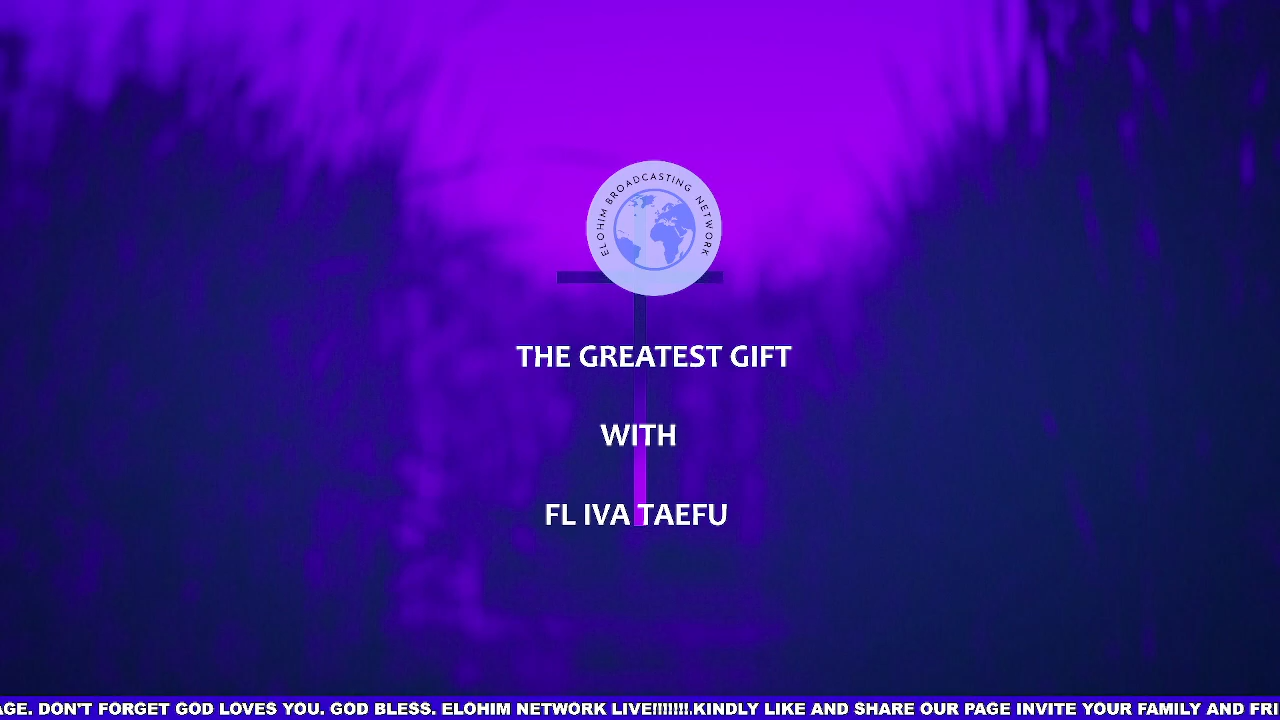 ELOHIM BROADCASTING NETWORK
THE GREATEST GIFT
WITH
FL IVA TAEFU
AGE. DON'T FORGET GOD LOVES YOU. GOD BLESS. ELOHIM NETWORK LIVE!!!!!!!.KINDLY LIKE AND SHARE OUR PAGE INVITE YOUR FAMILY AND FRI